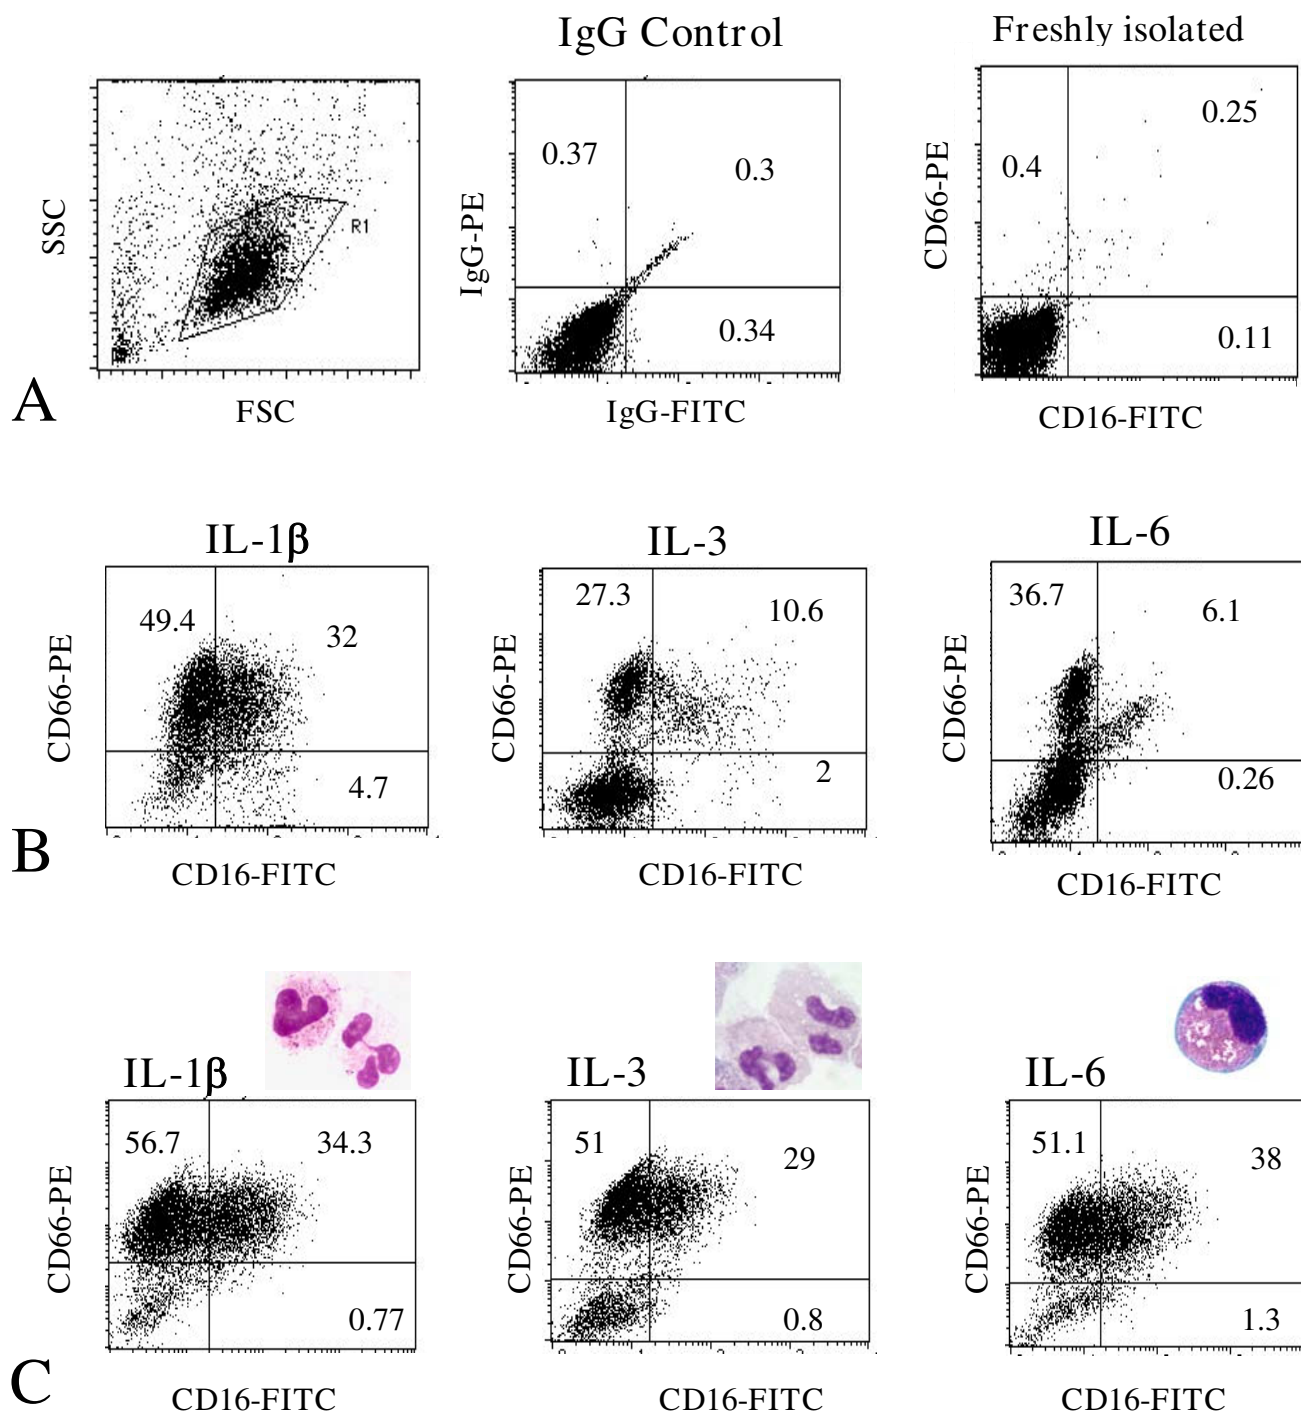 IgG Control
Freshly isolated
SSC
R1
FSC
IgG-PE
0.37
0.3
0.34
IgG-FITC
CD66-PE
0.4
0.25
0.11
CD16-FITC
A
IL-1β
CD66-PE
49.4
32
4.7
CD16-FITC
IL-3
CD66-PE
27.3
10.6
2
CD16-FITC
IL-6
CD66-PE
36.7
6.1
0.26
CD16-FITC
B
IL-1β
CD66-PE
56.7
34.3
0.77
CD16-FITC
IL-3
CD66-PE
51
29
0.8
CD16-FITC
IL-6
CD66-PE
51.1
38
1.3
CD16-FITC
C